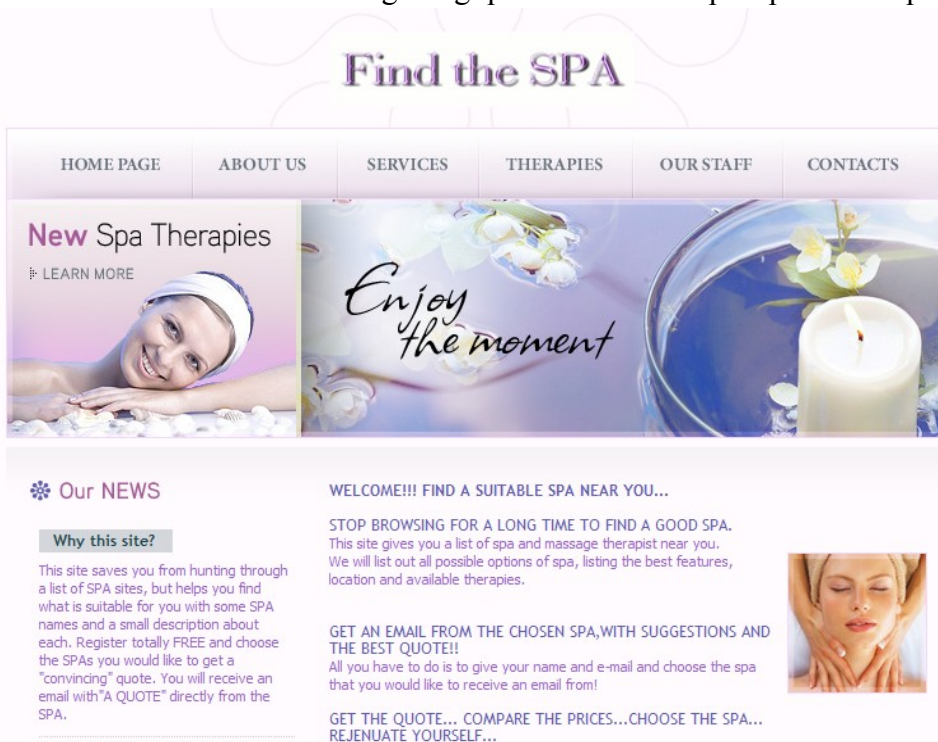 Find the SPA
HOME PAGE
ABOUT US
SERVICES
THERAPIES
OUR STAFF
CONTACTS
New Spa Therapies
LEARN MORE
Enjoy
the moment
Our NEWS
Why this site?
This site saves you from hunting through
a list of SPA sites, but helps you find
what is suitable for you with some SPA
names and a small description about
each. Register totally FREE and choose
the SPAs you would like to get a
"convincing" quote. You will receive an
email with"A QUOTE" directly from the
SPA.
WELCOME!!! FIND A SUITABLE SPA NEAR YOU...
STOP BROWSING FOR A LONG TIME TO FIND A GOOD SPA.
This site gives you a list of spa and massage therapist near you.
We will list out all possible options of spa, listing the best features,
location and available therapies.
GET AN EMAIL FROM THE CHOSEN SPA,WITH SUGGESTIONS AND
THE BEST QUOTE!!
All you have to do is to give your name and e-mail and choose the spa
that you would like to receive an email from!
GET THE QUOTE... COMPARE THE PRICES...CHOOSE THE SPA...
REJENUATE YOURSELF...